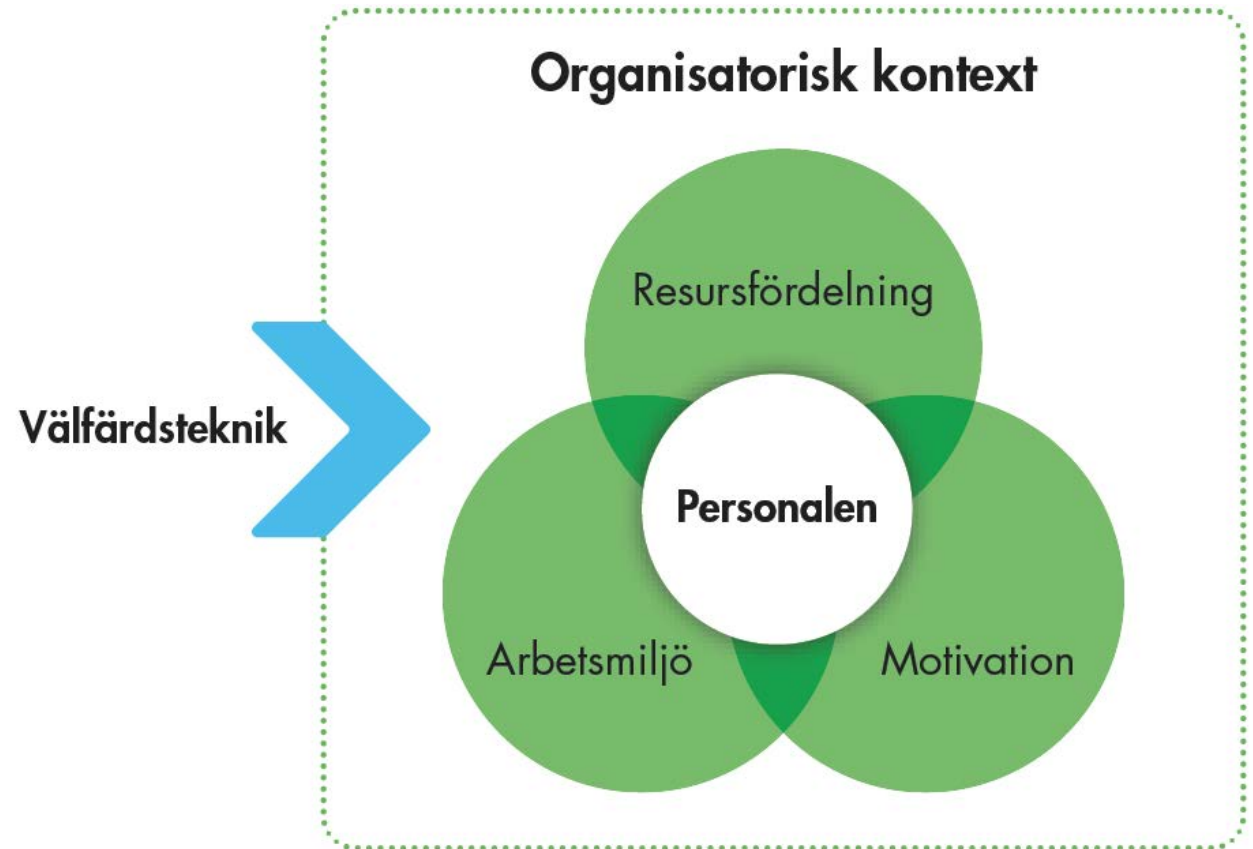 Organisatorisk kontext
Resursfördelning
Välfärdsteknik
Personalen
Arbetsmiljö
Motivation